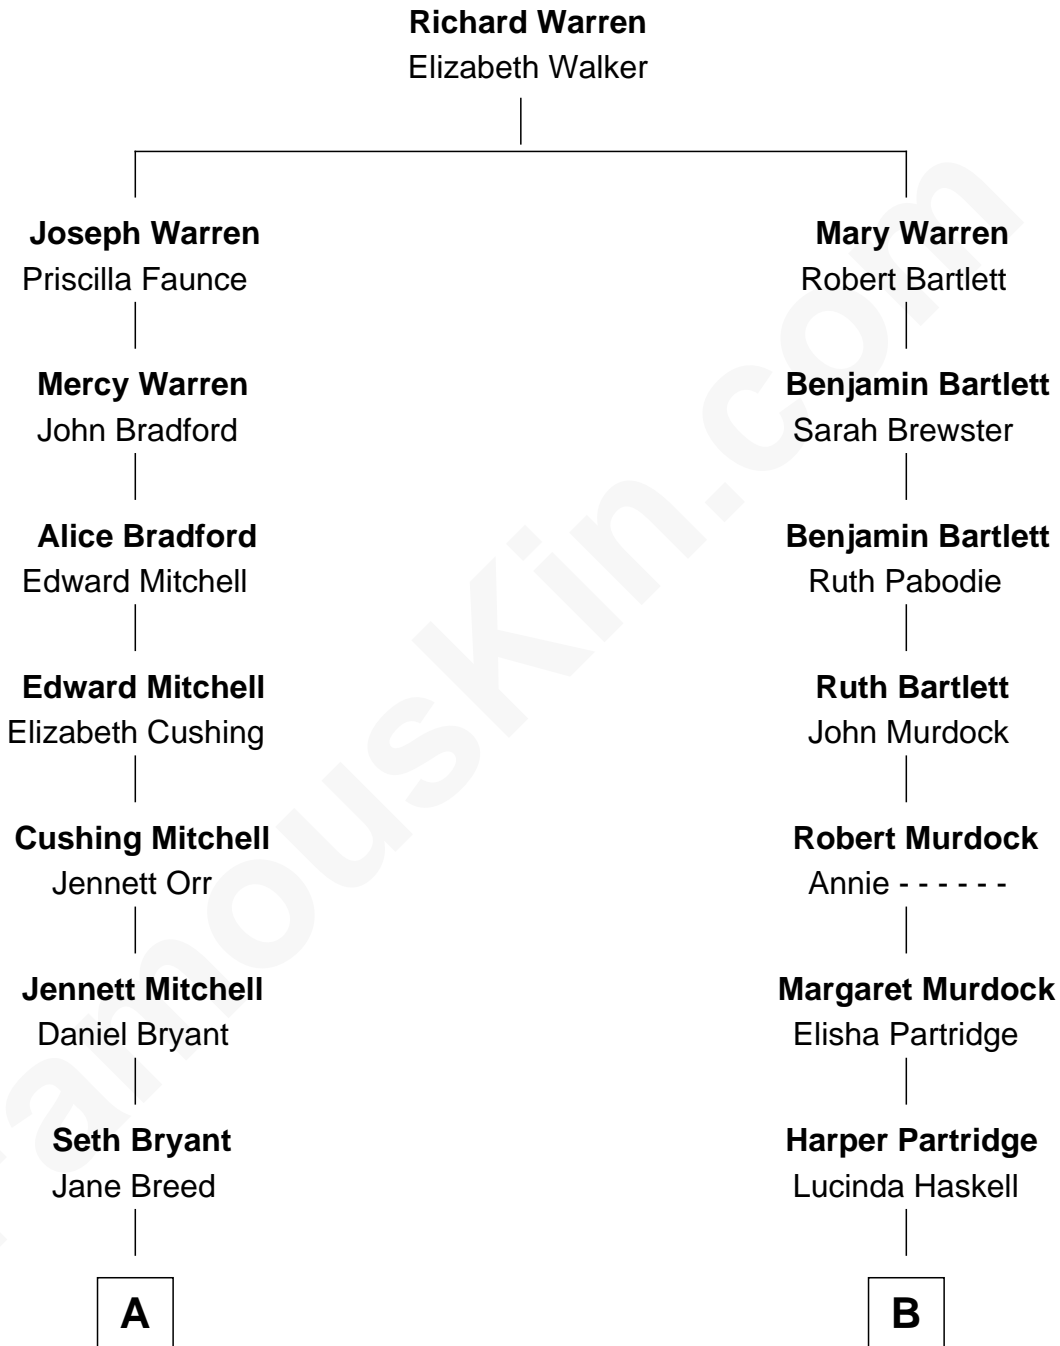 Richard Warren
Elizabeth Walker
Joseph Warren
Priscilla Faunce
Mary Warren
Robert Bartlett
Mercy Warren
John Bradford
Benjamin Bartlett
Sarah Brewster
Alice Bradford
Edward Mitchell
Benjamin Bartlett
Ruth Pabodie
Edward Mitchell
Elizabeth Cushing
Ruth Bartlett
John Murdock
Cushing Mitchell
Jennett Orr
Robert Murdock
Annie - - - - - -
Jennett Mitchell
Daniel Bryant
Margaret Murdock
Elisha Partridge
Seth Bryant
Jane Breed
Harper Partridge
Lucinda Haskell
A
B
FamousKin.com